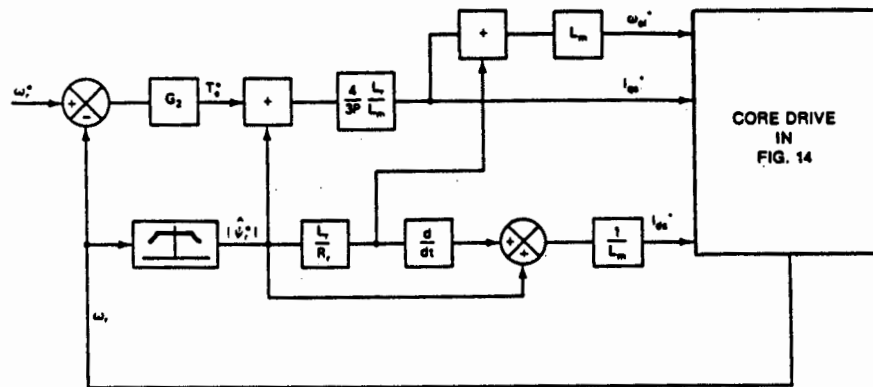 +
L_m
ω_sl*
ω_r*
+
-
G₂
T_e*
+
4/3P L_r/L_m
i_qs*
CORE DRIVE
IN
FIG. 14
|ψ̂_r*|
L_r/R_r
d/dt
+
+
1/L_m
i_ds*
ω_r